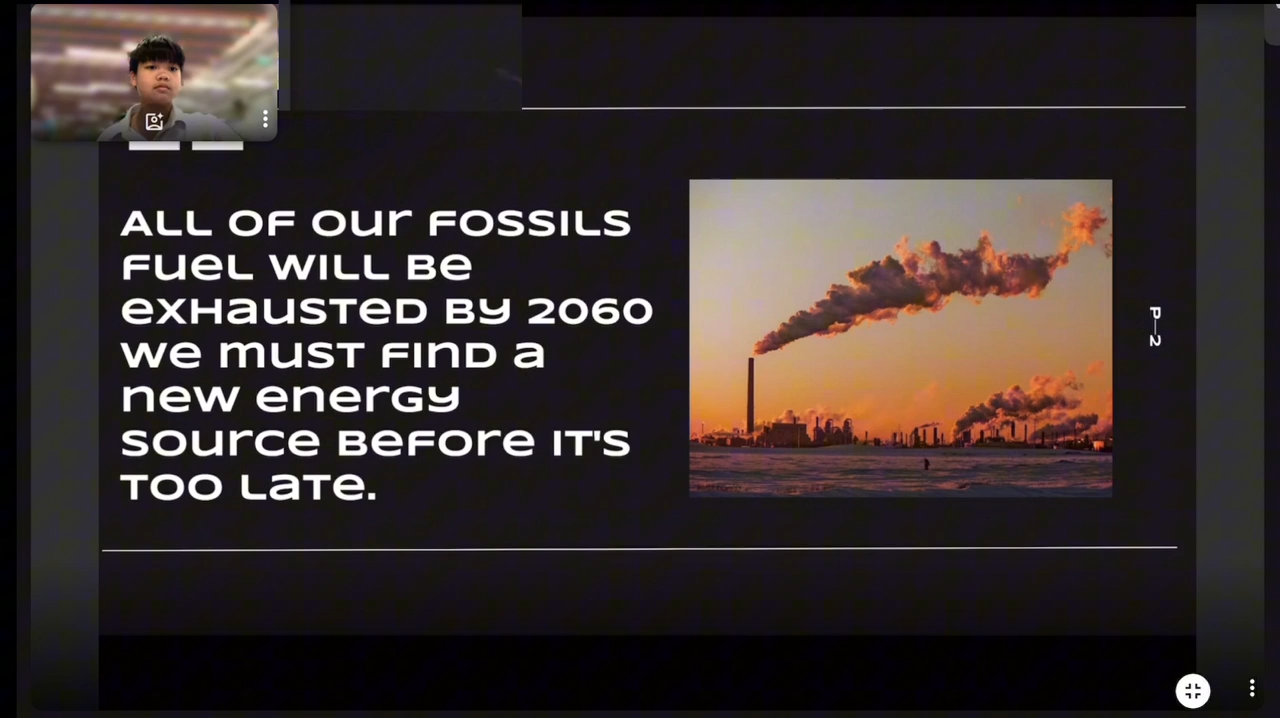 ALL OF OUR FOSSILS
FUEL WILL BE
EXHAUSTED BY 2060
WE MUST FIND A
NEW ENERGY
SOURCE BEFORE IT'S
TOO LATE.
P—2